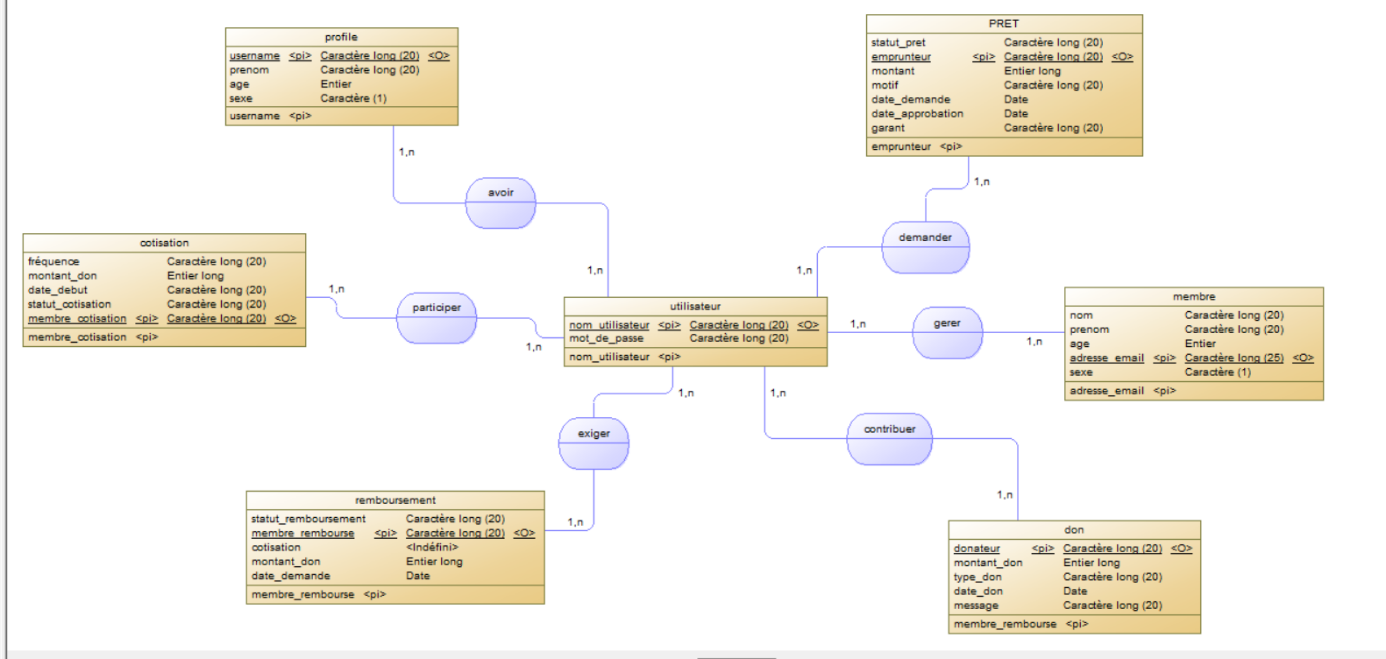 profile
username <pi> Caractère long (20) <O>
prenom Caractère long (20)
age Entier
sexe Caractère (1)
username <pi>
1,n
avoir
1,n
PRET
statut_pret Caractère long (20)
emprunteur <pi> Caractère long (20) <O>
montant Entier long
motif Caractère long (20)
date_demande Date
date_approbation Date
garant Caractère long (20)
emprunteur <pi>
1,n
demander
1,n
cotisation
fréquence Caractère long (20)
montant_don Entier long
date_debut Caractère long (20)
statut_cotisation Caractère long (20)
membre_cotisation <pi> Caractère long (20) <O>
membre_cotisation <pi>
1,n
participer
1,n
utilisateur
nom_utilisateur <pi> Caractère long (20) <O>
mot_de_passe Caractère long (20)
nom_utilisateur <pi>
1,n
gerer
1,n
membre
nom Caractère long (20)
prenom Caractère long (20)
age Entier
adresse_email <pi> Caractère long (25) <O>
sexe Caractère (1)
adresse_email <pi>
1,n
exiger
1,n
1,n
contribuer
1,n
remboursement
statut_remboursement Caractère long (20)
membre_rembourse <pi> Caractère long (20) <O>
cotisation <Indéfini>
montant_don Entier long
date_demande Date
membre_rembourse <pi>
don
donateur <pi> Caractère long (20) <O>
montant_don Entier long
type_don Caractère long (20)
date_don Date
message Caractère long (20)
membre_rembourse <pi>